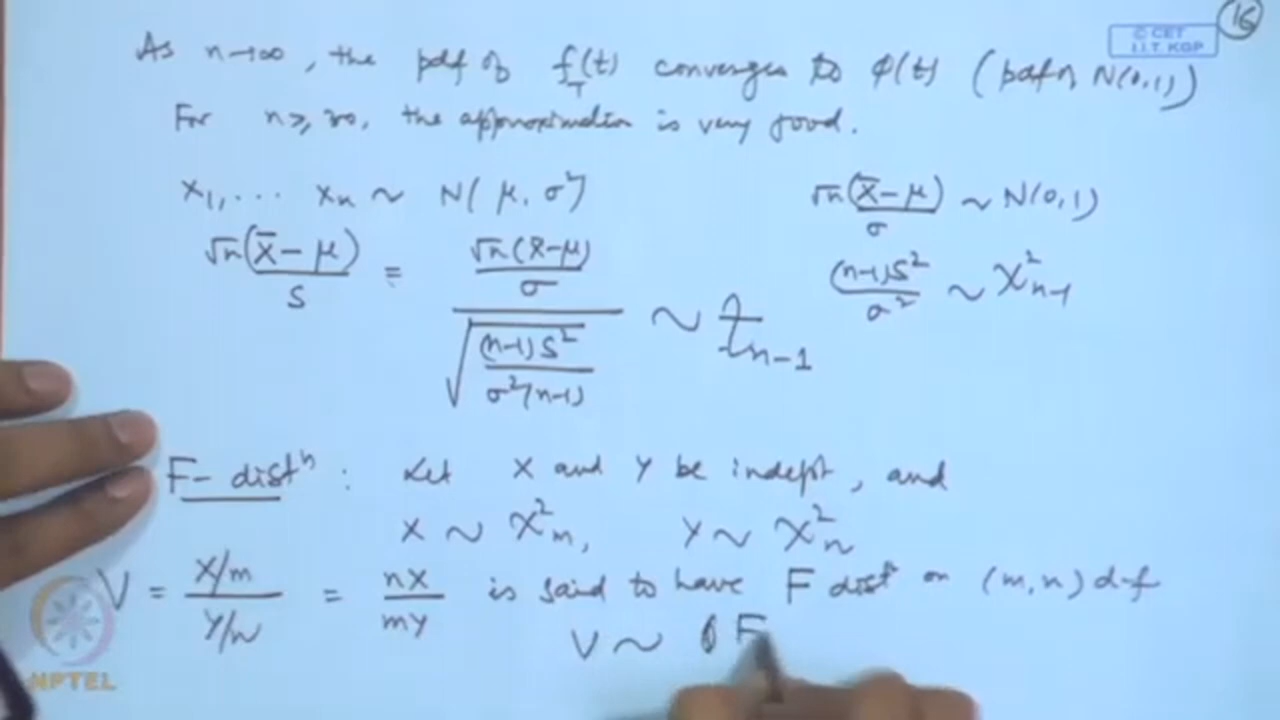 16
© CET
I.I.T. KGP
As n→∞, the pdf of f_T(t) converges to φ(t) (pdf of N(0,1))
For n ≥ 30, the approximation is very good.
X₁, ... Xₙ ~ N(μ, σ²)
√n(X̄−μ)/σ ~ N(0,1)
√n(X̄−μ)/S = (√n(X̄−μ)/σ) / √((n−1)S²/σ²(n−1)) ~ t_{n−1}
(n−1)S²/σ² ~ χ²_{n−1}
F-distⁿ : Let X and Y be indept, and
X ~ χ²_m, Y ~ χ²_n
V = (X/m)/(Y/n) = nX/mY is said to have F distⁿ on (m,n) d.f
V ~ F
NPTEL